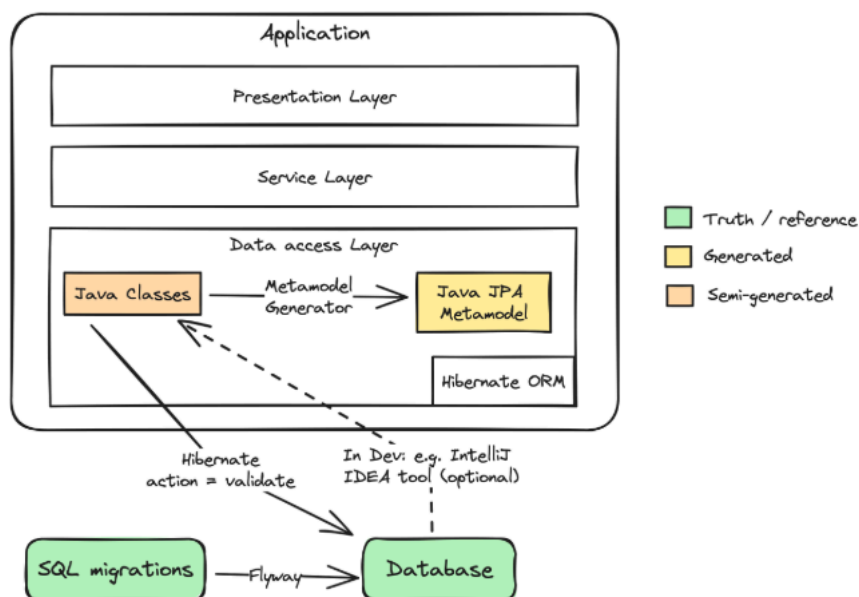 Application
Presentation Layer
Service Layer
Data access Layer
Java Classes
Metamodel
Generator
Java JPA
Metamodel
Hibernate ORM
Truth / reference
Generated
Semi-generated
Hibernate
action = validate
In Dev: e.g. IntelliJ
IDEA tool (optional)
SQL migrations
Flyway
Database